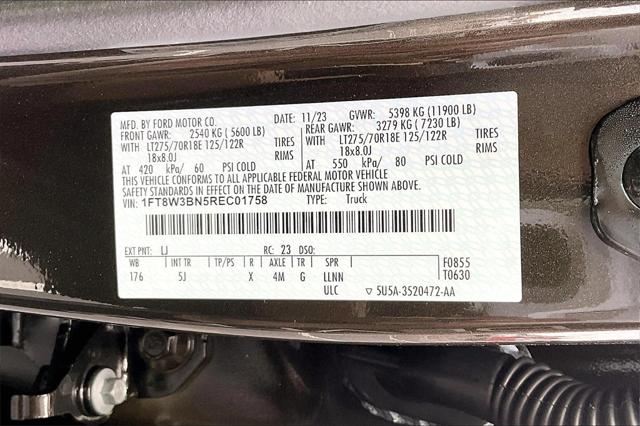 MFD. BY FORD MOTOR CO. DATE: 11/23 GVWR: 5398 KG (11900 LB)
FRONT GAWR: 2540 KG (5600 LB) REAR GAWR: 3279 KG (7230 LB)
WITH LT275/70R18E 125/122R TIRES WITH LT275/70R18E 125/122R TIRES
18x8.0J RIMS 18x8.0J RIMS
AT 420 kPa/ 60 PSI COLD AT 550 kPa/ 80 PSI COLD
THIS VEHICLE CONFORMS TO ALL APPLICABLE FEDERAL MOTOR VEHICLE
SAFETY STANDARDS IN EFFECT ON THE DATE OF MANUFACTURE SHOWN ABOVE.
VIN: 1FT8W3BN5REC01758 TYPE: Truck
EXT PNT: UJ RC: 23 DSO: F0855
WB INT TR TP/PS R AXLE TR SPR T0630
176 5J X 4M G LLNN
ULC ▽ 5U5A-3520472-AA